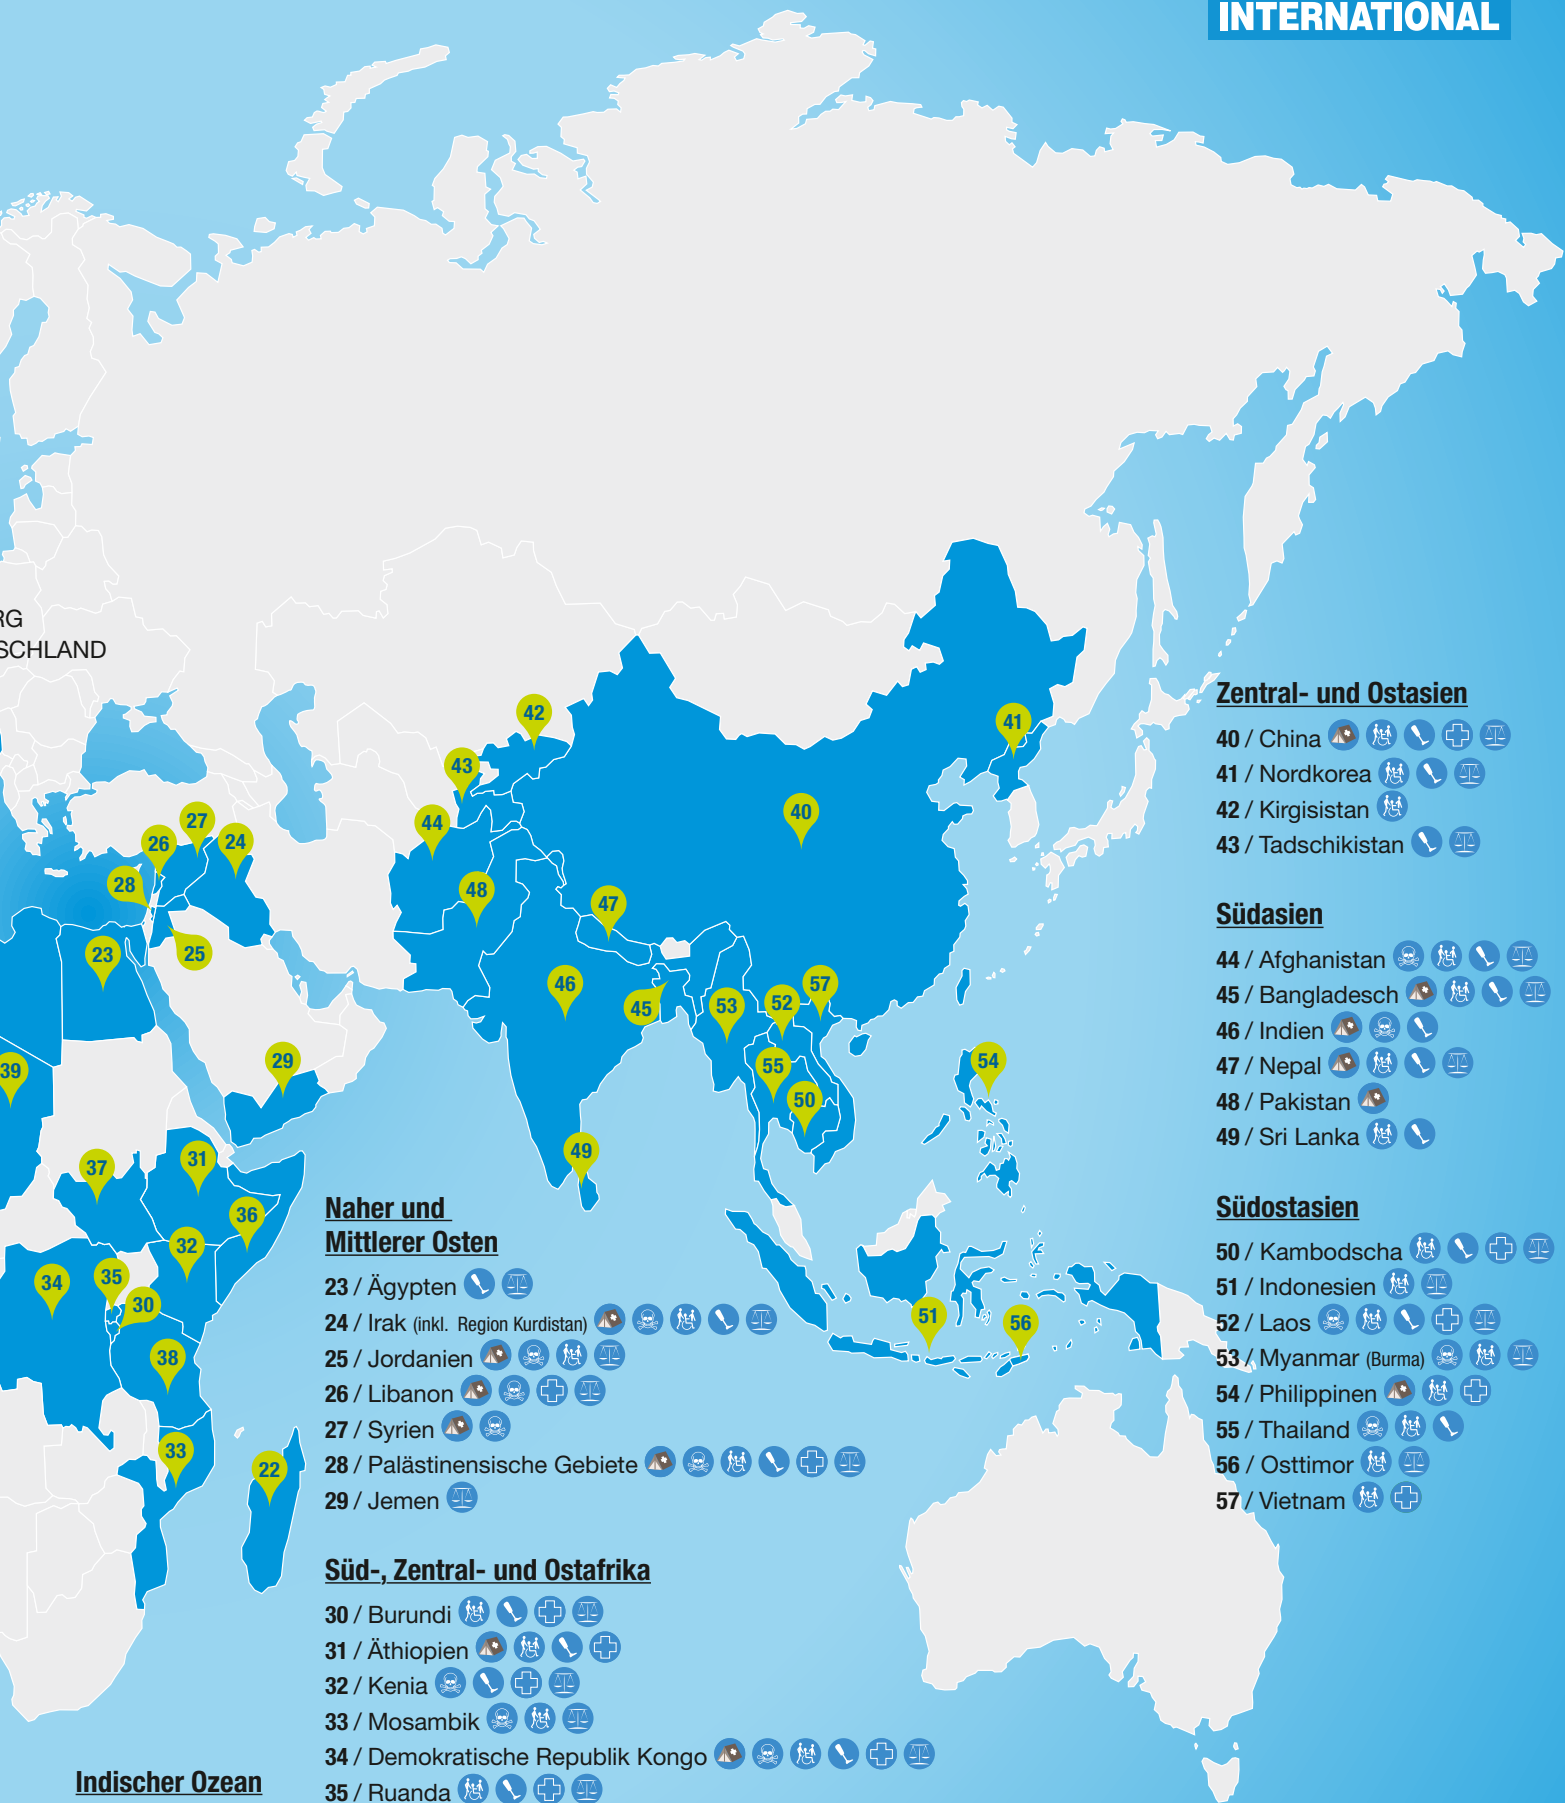 INTERNATIONAL
RG
SCHLAND
42
41
43
27
40
44
26
24
28
48
47
23
25
46
57
45
53
52
39
29
54
55
50
37
31
49
36
32
34
35
30
51
56
38
33
22
Zentral- und Ostasien
40 / China
41 / Nordkorea
42 / Kirgisistan
43 / Tadschikistan
Südasien
44 / Afghanistan
45 / Bangladesch
46 / Indien
47 / Nepal
48 / Pakistan
49 / Sri Lanka
Südostasien
50 / Kambodscha
51 / Indonesien
52 / Laos
53 / Myanmar (Burma)
54 / Philippinen
55 / Thailand
56 / Osttimor
57 / Vietnam
Naher und
Mittlerer Osten
23 / Ägypten
24 / Irak (inkl. Region Kurdistan)
25 / Jordanien
26 / Libanon
27 / Syrien
28 / Palästinensische Gebiete
29 / Jemen
Süd-, Zentral- und Ostafrika
30 / Burundi
31 / Äthiopien
32 / Kenia
33 / Mosambik
34 / Demokratische Republik Kongo
35 / Ruanda
Indischer Ozean